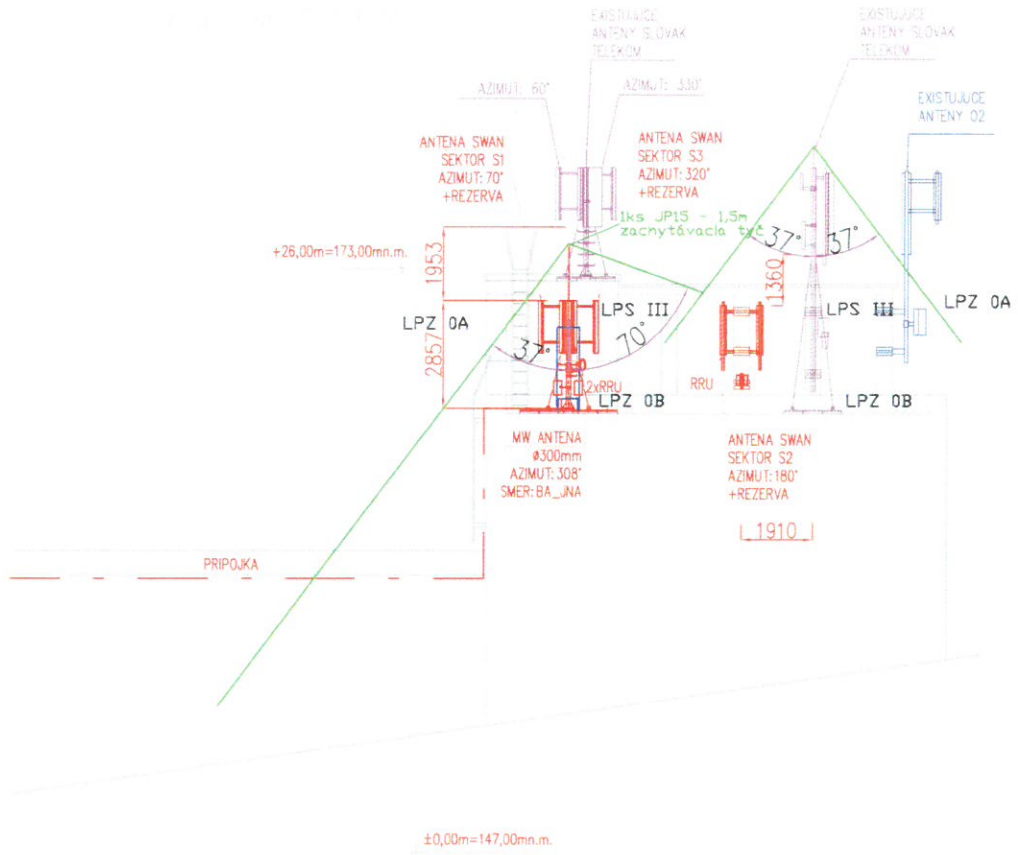 EXISTUJUCE
ANTENY SLOVAK
TELEKOM
EXISTUJUCE
ANTENY SLOVAK
TELEKOM
AZIMUT: 60°
AZIMUT: 330°
EXISTUJUCE
ANTENY O2
ANTENA SWAN
SEKTOR S1
AZIMUT: 70°
+REZERVA
ANTENA SWAN
SEKTOR S3
AZIMUT: 320°
+REZERVA
1ks JP15 - 1,5m
zachytávacia tyč
+26,00m=173,00mn.m.
1953
37°
37°
1360
LPZ 0A
LPS III
LPS III
LPZ 0A
2857
37°
70°
2xRRU
RRU
LPZ 0B
LPZ 0B
MW ANTENA
ø300mm
AZIMUT: 308°
SMER: BA_JNA
ANTENA SWAN
SEKTOR S2
AZIMUT: 180°
+REZERVA
1910
PRIPOJKA
±0,00m=147,00mn.m.